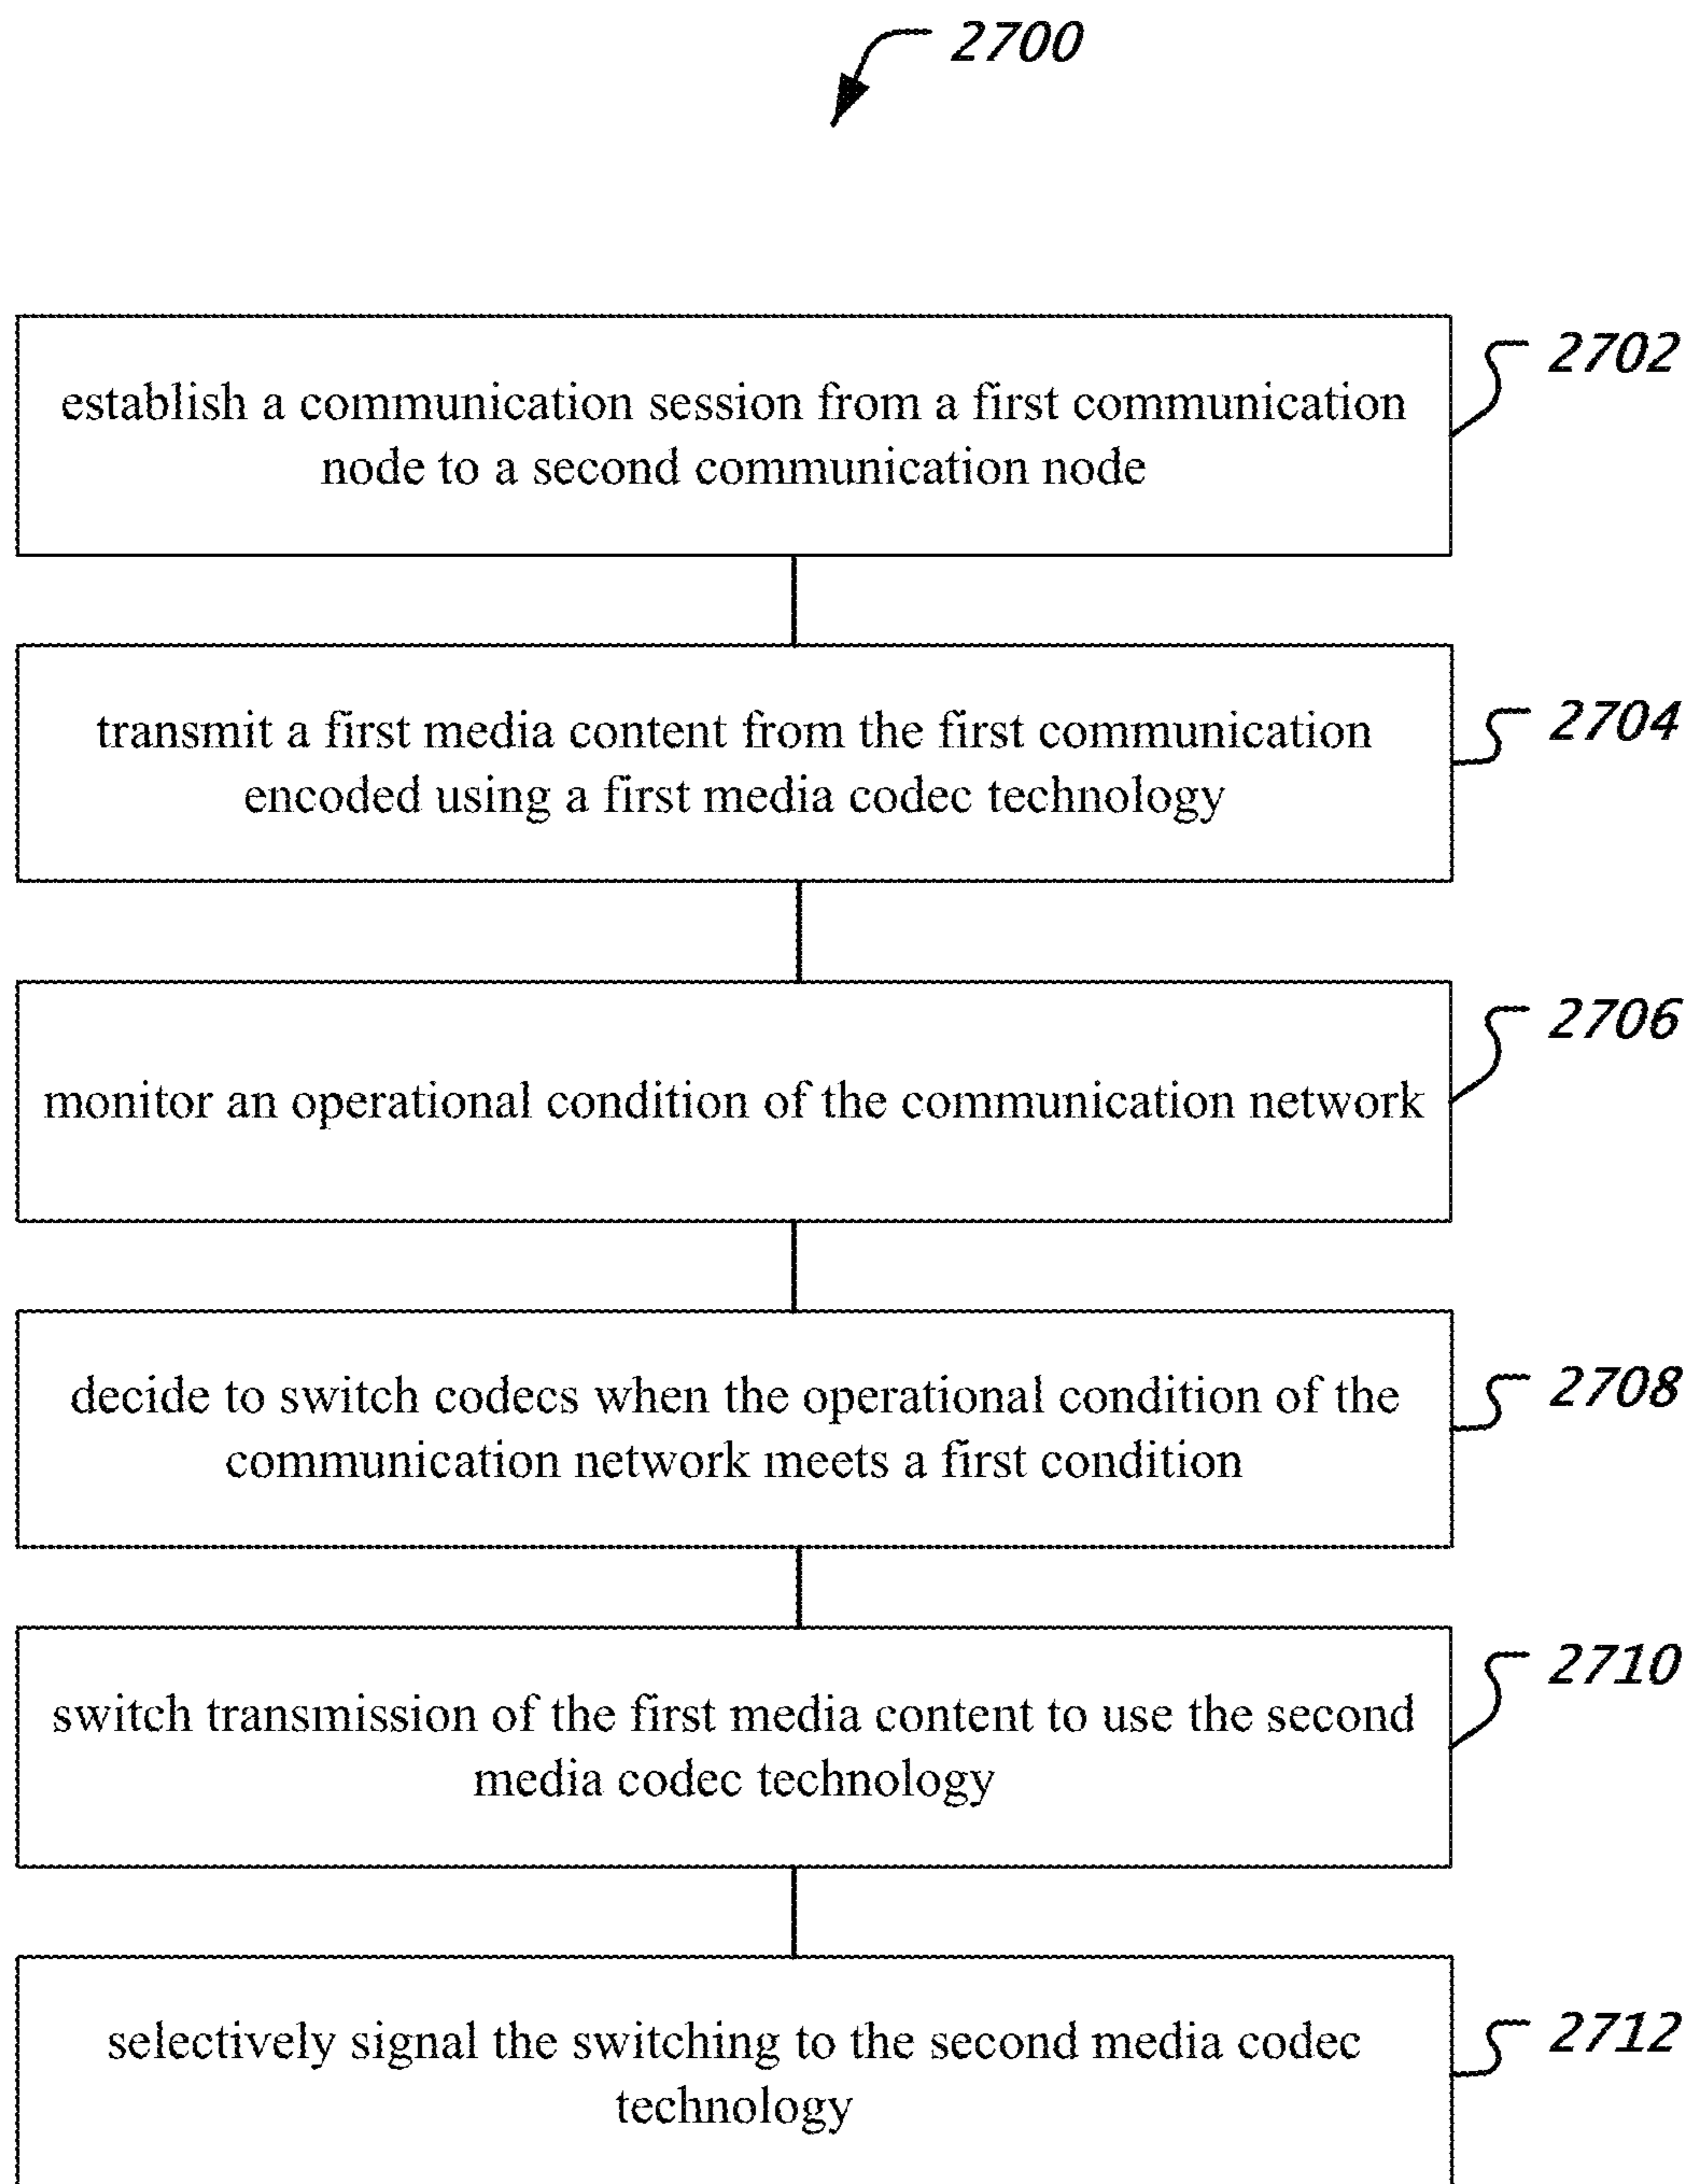 2700
establish a communication session from a first communication
node to a second communication node
2702
transmit a first media content from the first communication
encoded using a first media codec technology
2704
monitor an operational condition of the communication network
2706
decide to switch codecs when the operational condition of the
communication network meets a first condition
2708
switch transmission of the first media content to use the second
media codec technology
2710
selectively signal the switching to the second media codec
technology
2712